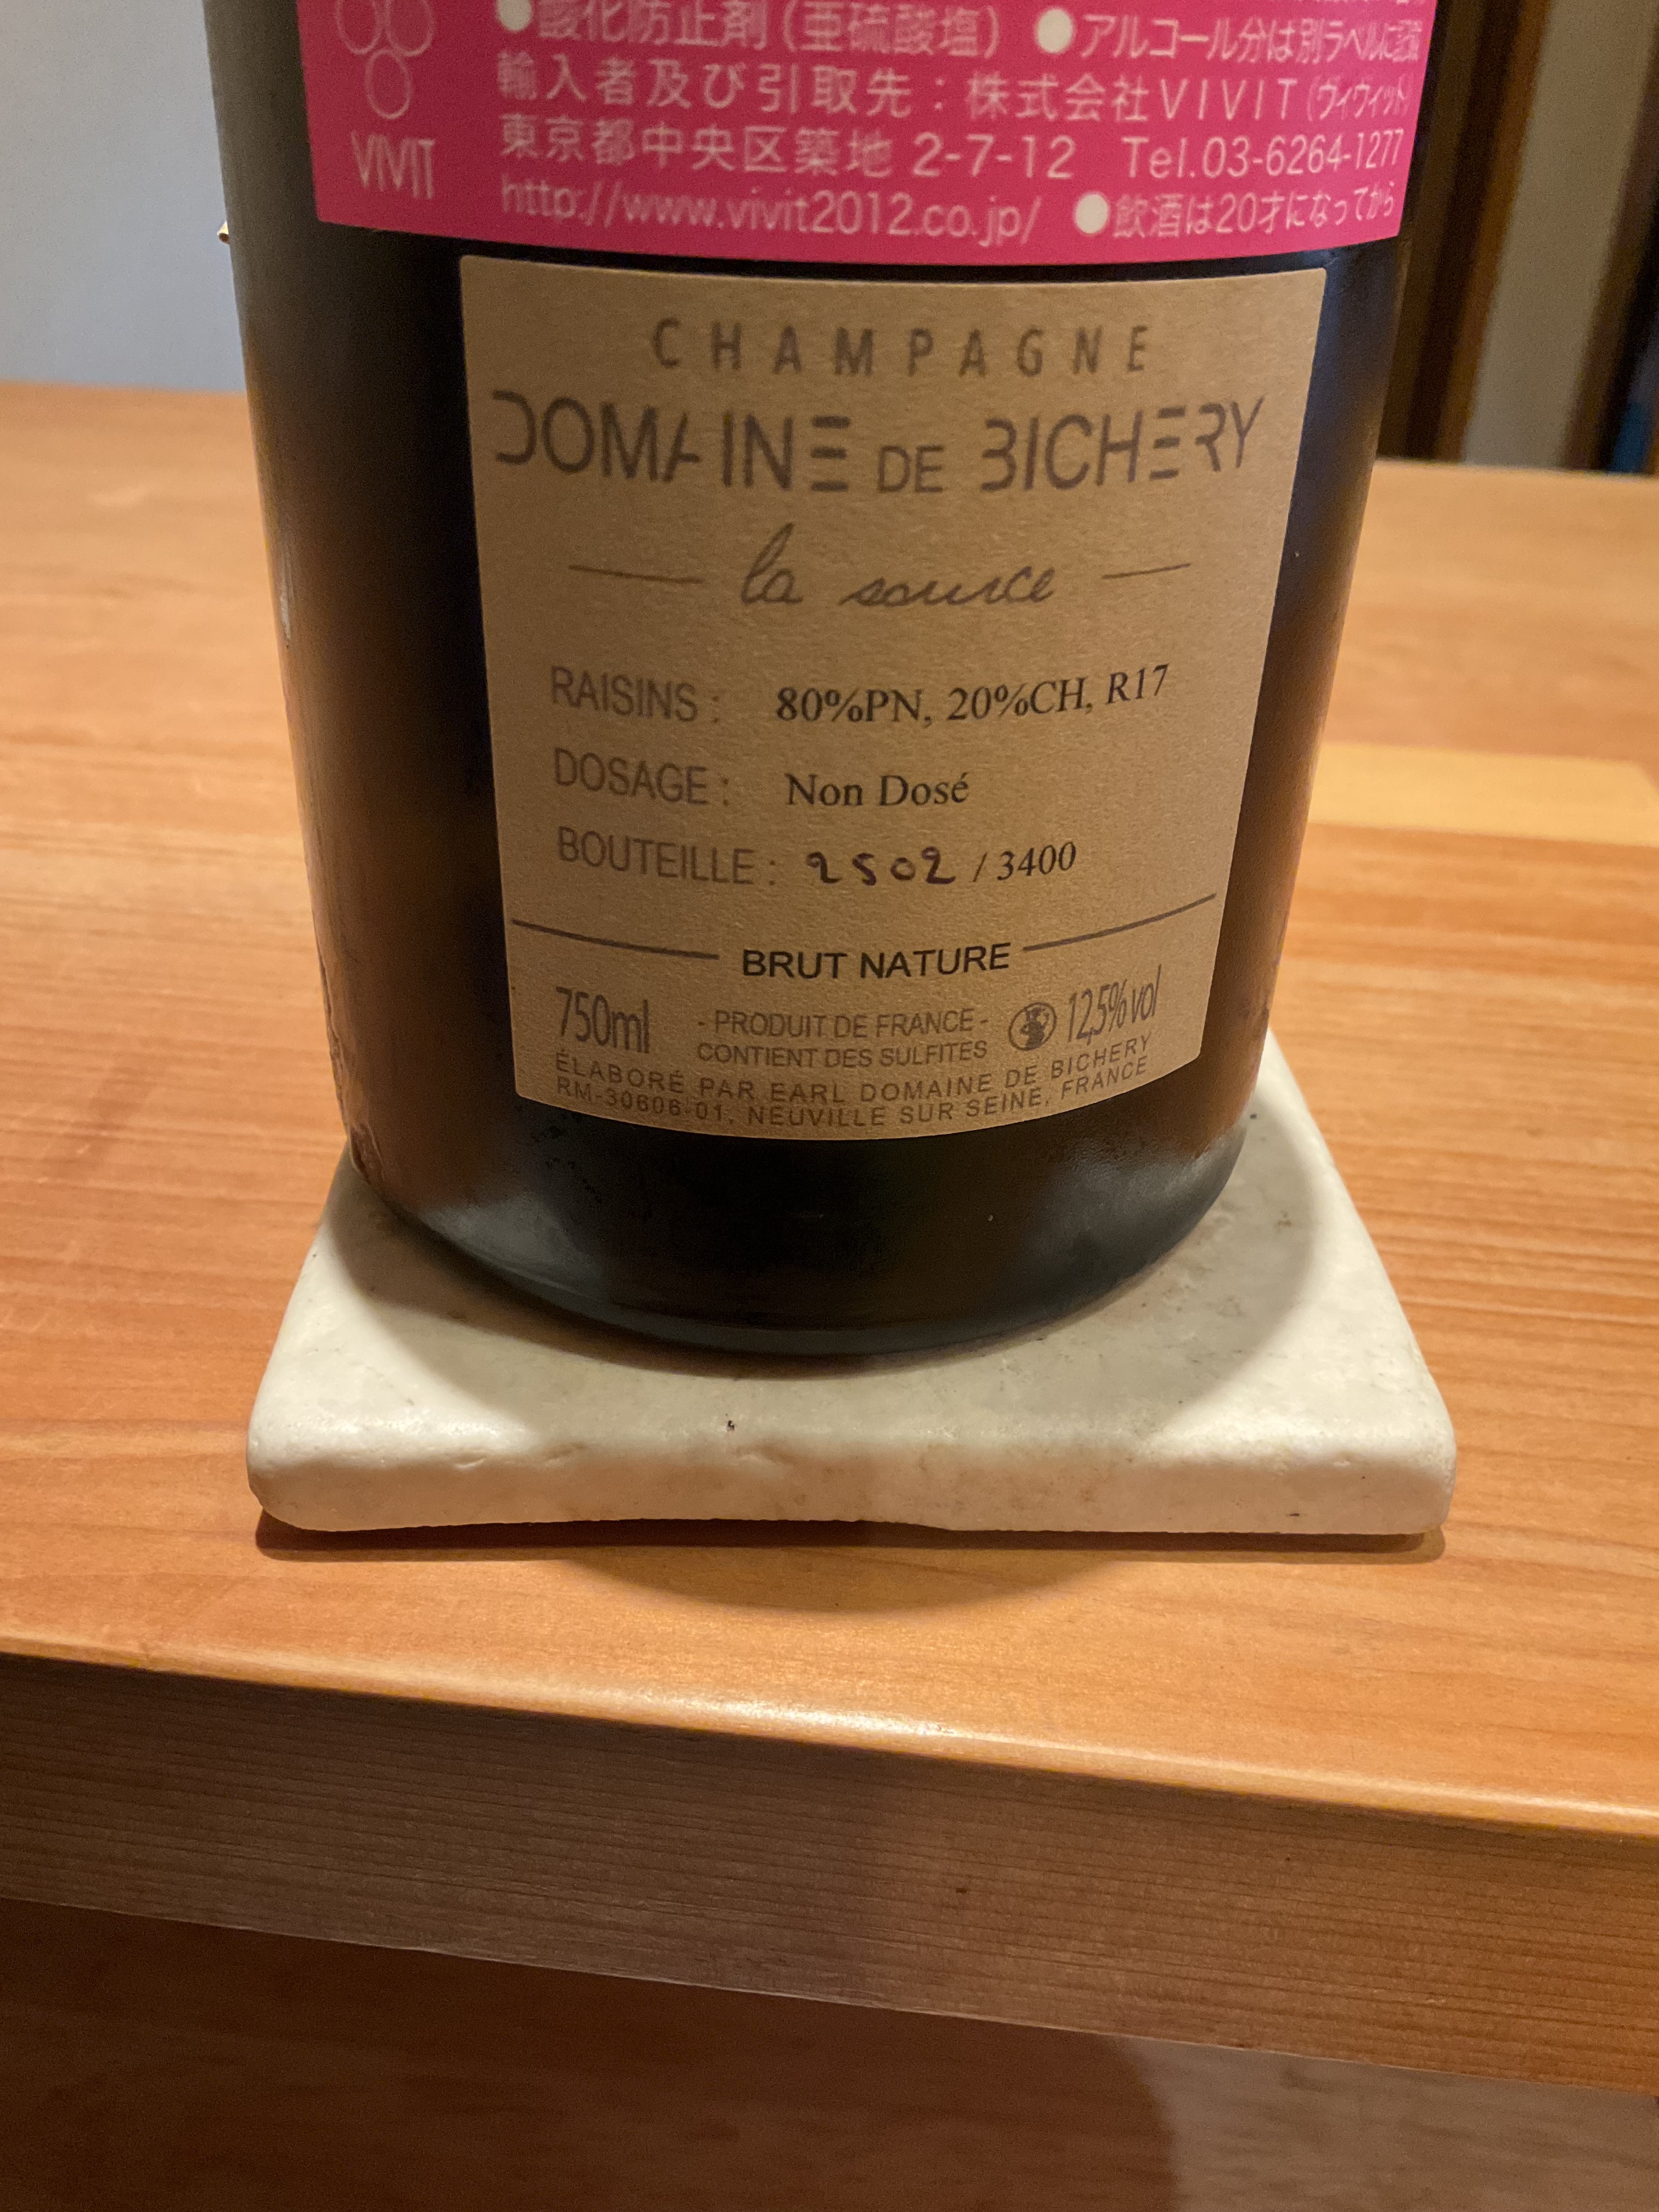 ●酸化防止剤（亜硫酸塩） ●アルコール分は別ラベルに記載
輸入者及び引取先：株式会社VIVIT（ヴィヴィット）
東京都中央区築地 2-7-12 Tel.03-6264-1277
http://www.vivit2012.co.jp/ ●飲酒は20才になってから
VIVIT
CHAMPAGNE
DOMAINE DE BICHERY
la source
RAISINS : 80%PN, 20%CH, R17
DOSAGE : Non Dosé
BOUTEILLE : 2502 / 3400
BRUT NATURE
750ml - PRODUIT DE FRANCE - 12,5% vol
CONTIENT DES SULFITES
ÉLABORÉ PAR EARL DOMAINE DE BICHERY
RM-30606-01, NEUVILLE SUR SEINE, FRANCE